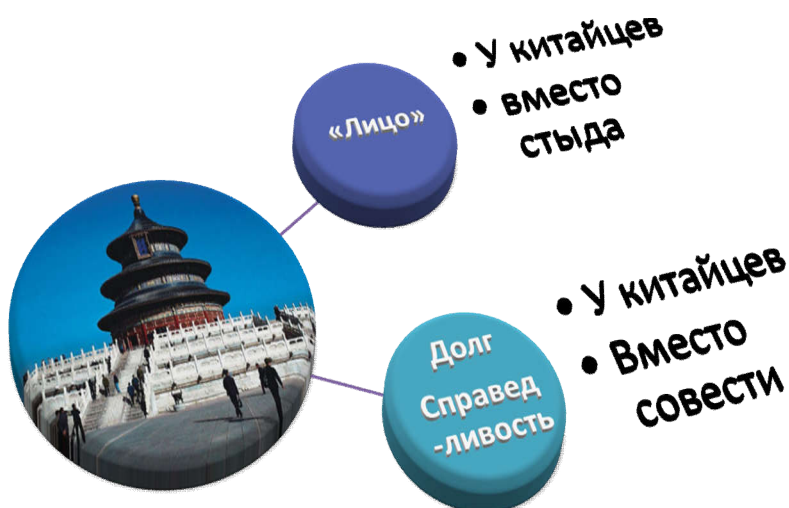 «Лицо»
• У китайцев
• вместо
стыда
Долг
Справед
-ливость
• У китайцев
• Вместо
совести